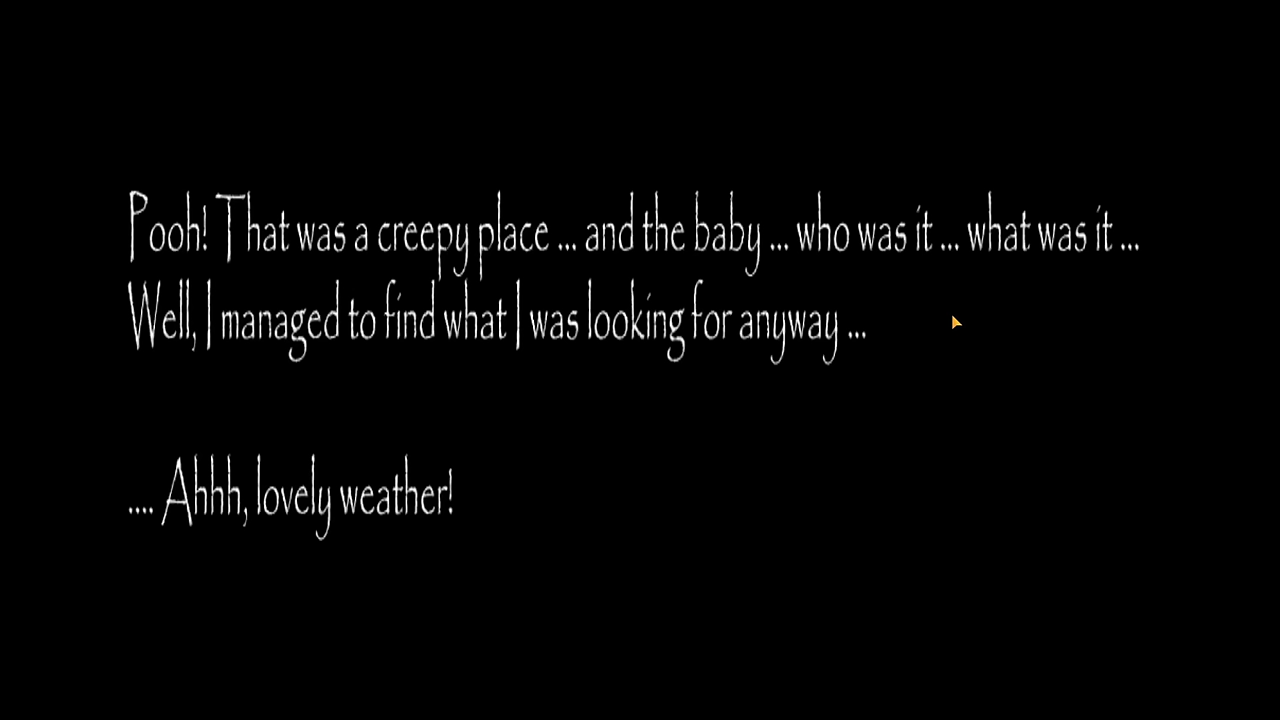 Pooh! That was a creepy place ... and the baby ... who was it ... what was it ...
Well, I managed to find what I was looking for anyway ...
.... Ahhh, lovely weather!